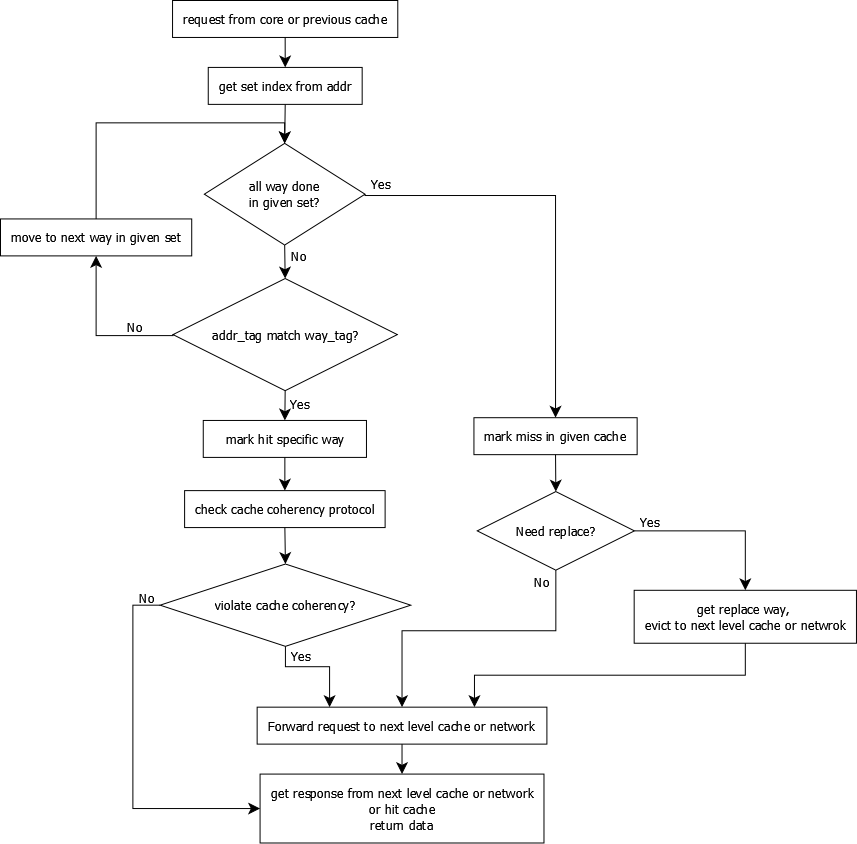 request from core or previous cache
get set index from addr
all way done
in given set?
Yes
move to next way in given set
No
addr_tag match way_tag?
No
Yes
mark hit specific way
mark miss in given cache
check cache coherency protocol
Need replace?
Yes
No
violate cache coherency?
No
get replace way,
evict to next level cache or netwrok
Yes
Forward request to next level cache or network
get response from next level cache or network
or hit cache
return data